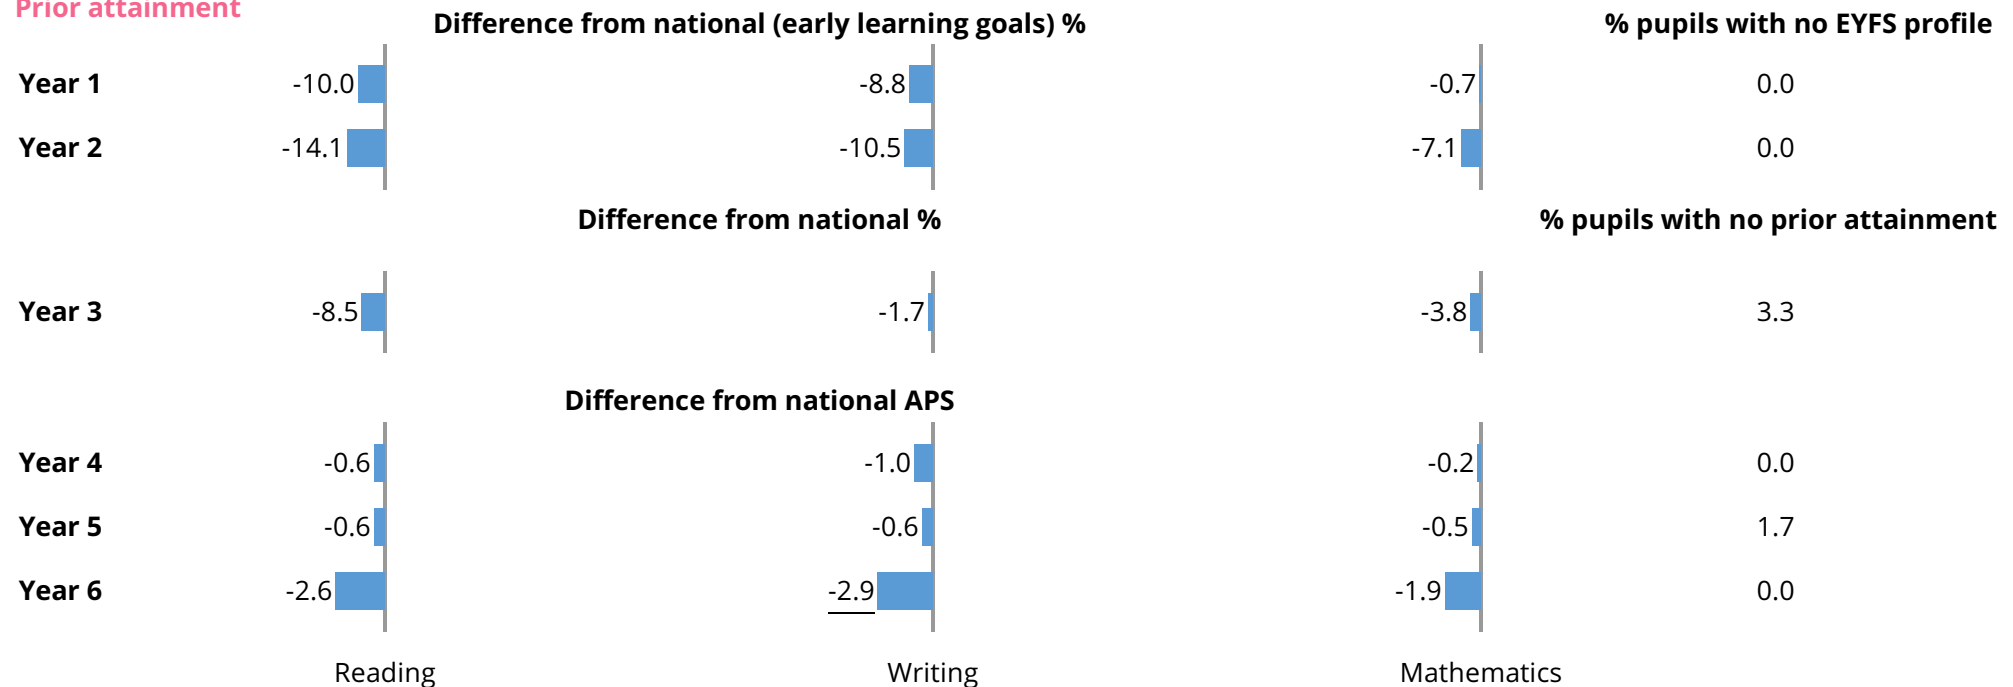 Prior attainment
Difference from national (early learning goals) % % pupils with no EYFS profile
Year 1 -10.0 -8.8 -0.7 0.0
Year 2 -14.1 -10.5 -7.1 0.0
Difference from national % % pupils with no prior attainment
Year 3 -8.5 -1.7 -3.8 3.3
Difference from national APS
Year 4 -0.6 -1.0 -0.2 0.0
Year 5 -0.6 -0.6 -0.5 1.7
Year 6 -2.6 -2.9 -1.9 0.0
Reading Writing Mathematics